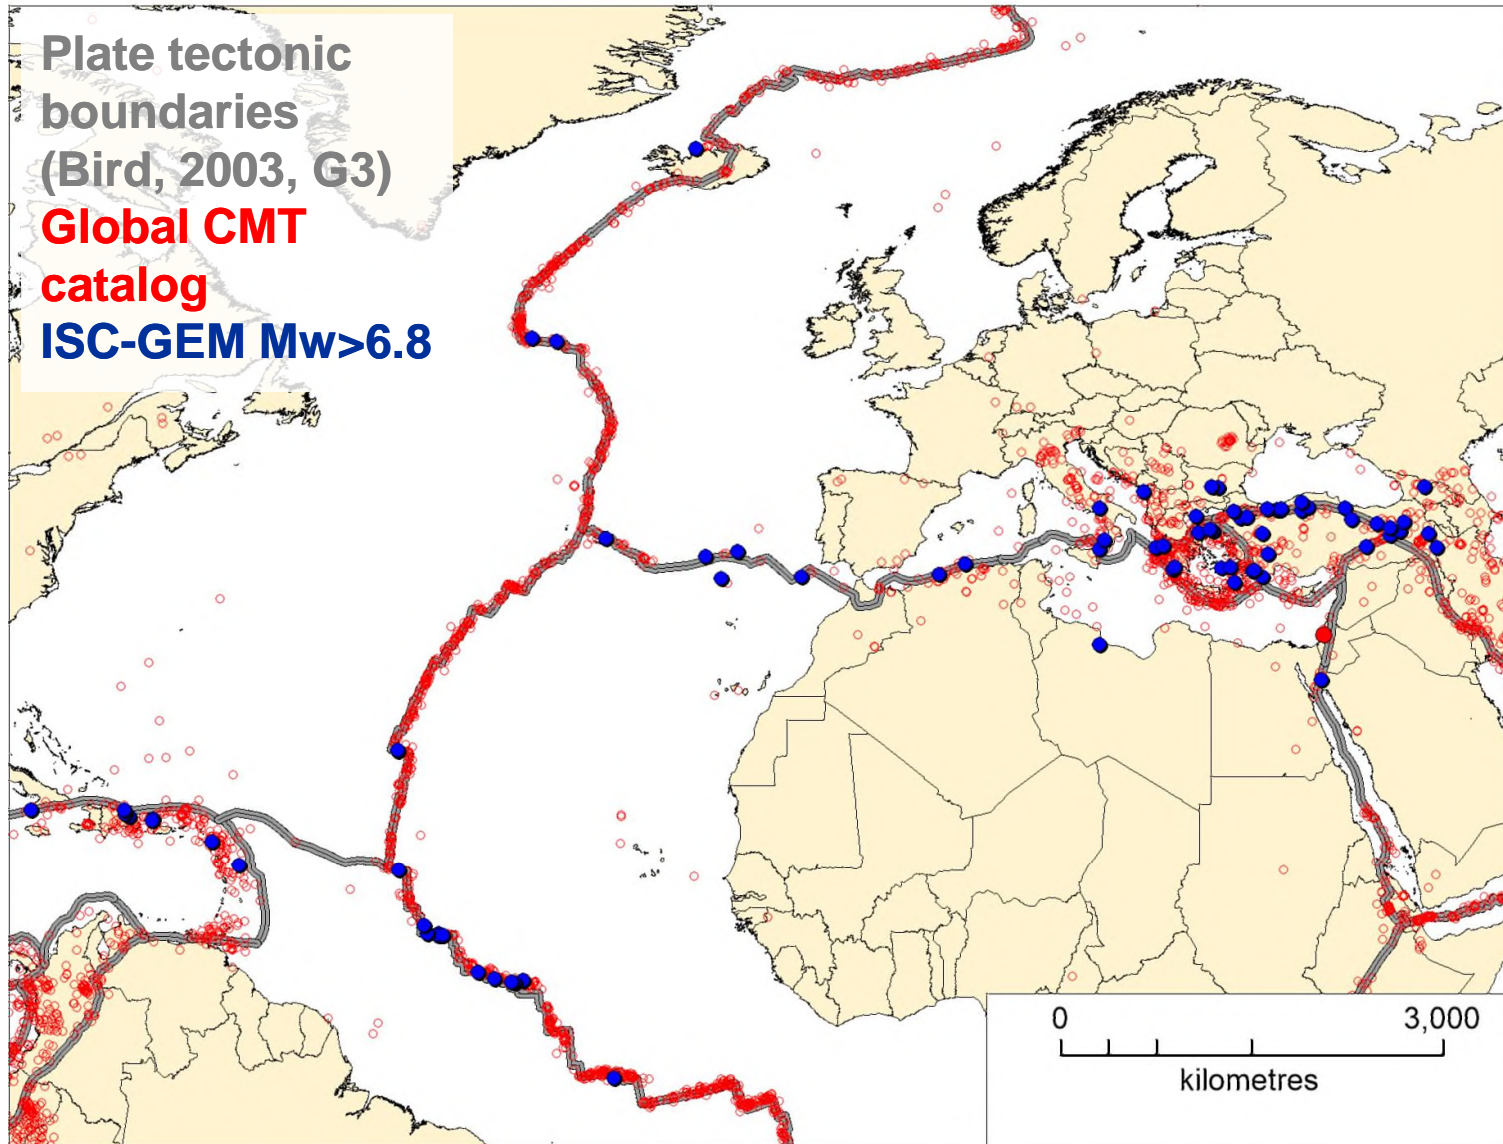 Plate tectonic
boundaries
(Bird, 2003, G3)
Global CMT
catalog
ISC-GEM Mw>6.8
0 3,000
kilometres